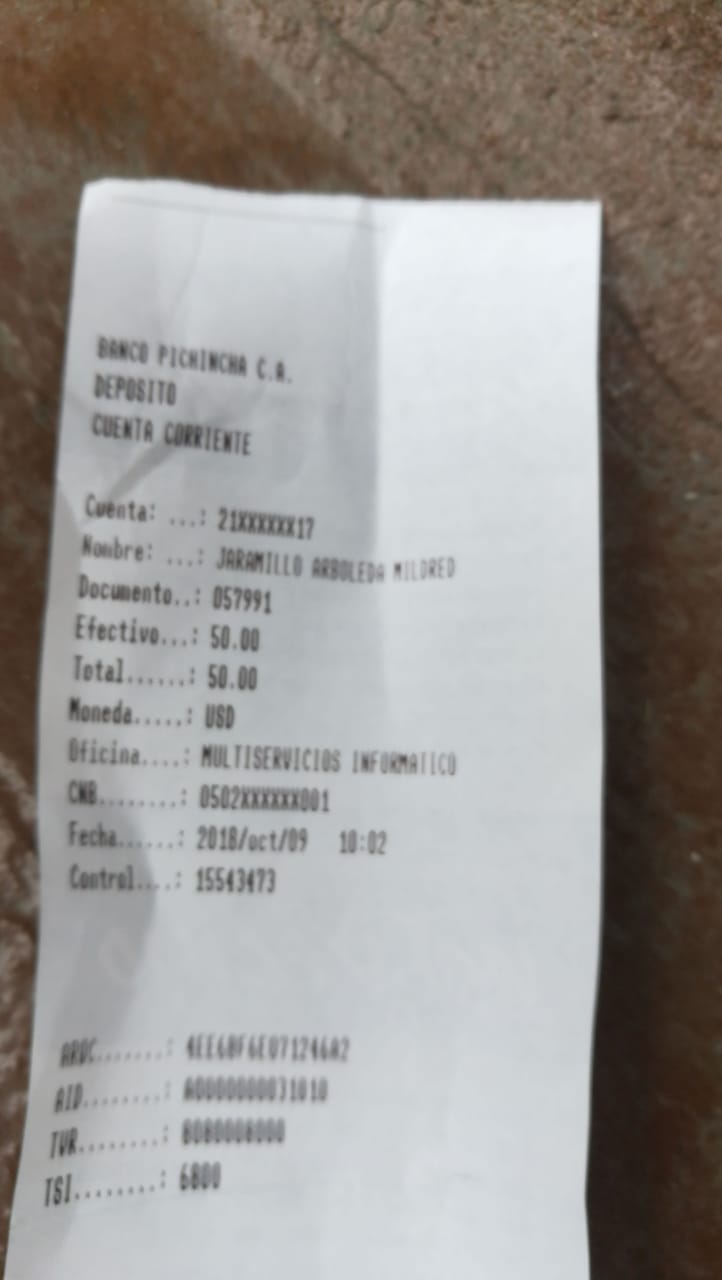 BANCO PICHINCHA C.A.
DEPOSITO
CUENTA CORRIENTE
Cuenta: ...: 21XXXXXX17
Nombre: ...: JARAMILLO ARBOLEDA MILDRED
Documento..: 057991
Efectivo...: 50.00
Total......: 50.00
Moneda.....: USD
Oficina....: MULTISERVICIOS INFORMATICO
CNB........: 0502XXXXXX001
Fecha......: 2018/oct/09 10:02
Control....: 15543473
ARQC.......:
AID........: A0000000031010
TVR........:
TSI........: 6800